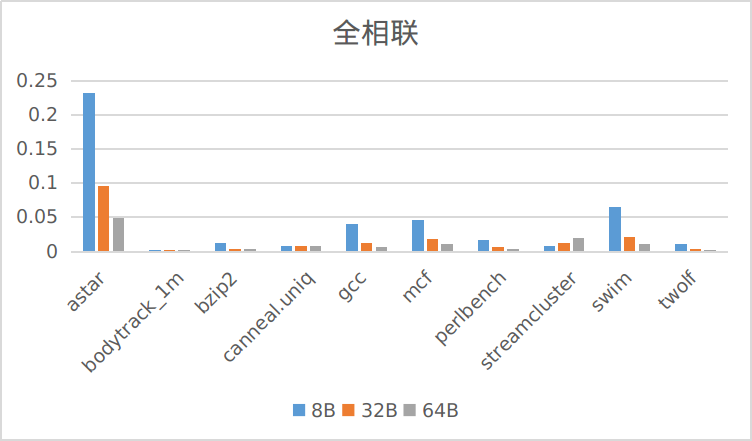 全相联
0.25
0.2
0.15
0.1
0.05
0
astar
bodytrack_1m
bzip2
canneal.uniq
gcc
mcf
perlbench
streamcluster
swim
twolf
8B 32B 64B